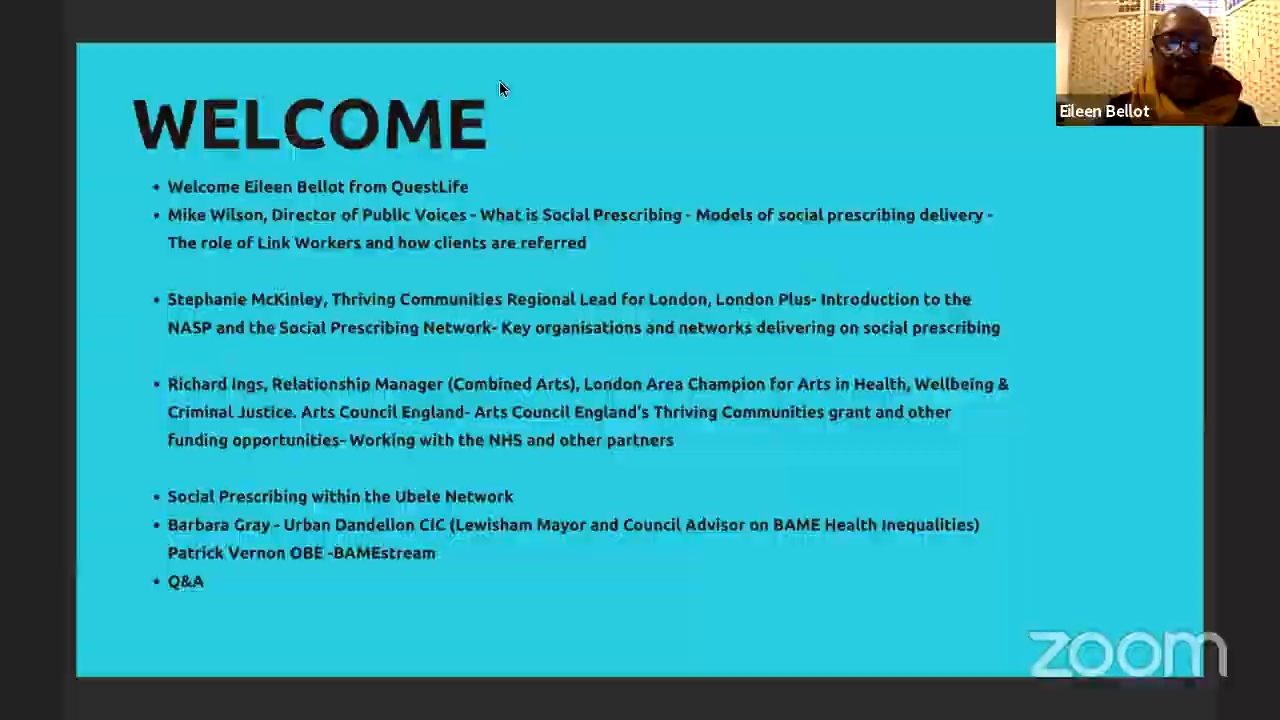 WELCOME
Eileen Bellot
• Welcome Eileen Bellot from QuestLife
• Mike Wilson, Director of Public Voices - What is Social Prescribing - Models of social prescribing delivery -
The role of Link Workers and how clients are referred
• Stephanie McKinley, Thriving Communities Regional Lead for London, London Plus- Introduction to the
NASP and the Social Prescribing Network- Key organisations and networks delivering on social prescribing
• Richard Ings, Relationship Manager (Combined Arts), London Area Champion for Arts in Health, Wellbeing &
Criminal Justice. Arts Council England- Arts Council England's Thriving Communities grant and other
funding opportunities- Working with the NHS and other partners
• Social Prescribing within the Ubele Network
• Barbara Gray - Urban Dandelion CIC (Lewisham Mayor and Council Advisor on BAME Health Inequalities)
Patrick Vernon OBE -BAMEstream
• Q&A
zoom